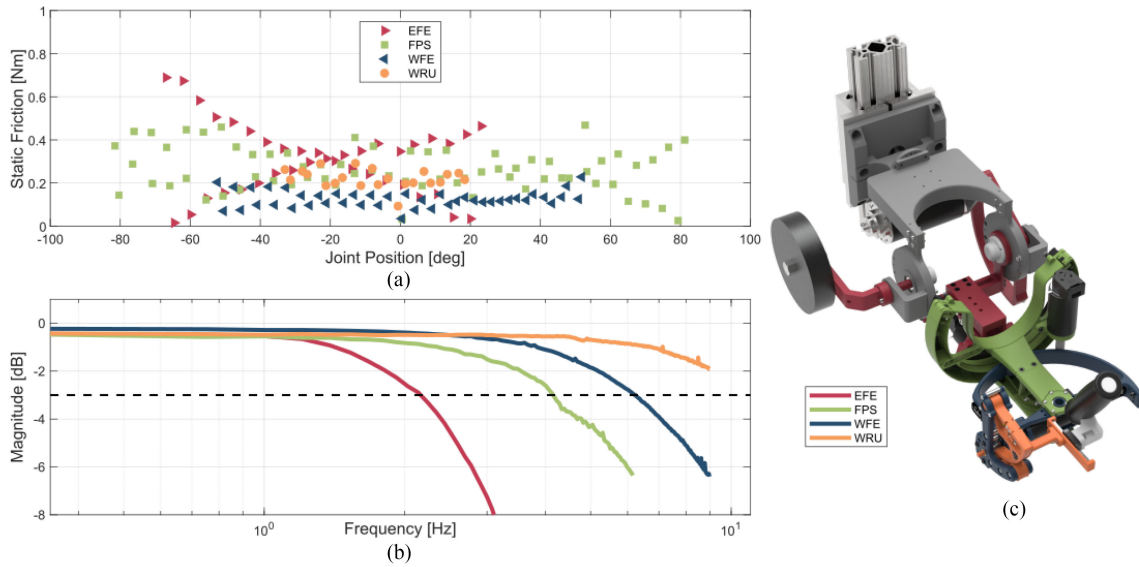 Static Friction [Nm]
1
0.8
0.6
0.4
0.2
0
EFE
FPS
WFE
WRU
-100 -80 -60 -40 -20 0 20 40 60 80 100
Joint Position [deg]
(a)
Magnitude [dB]
0
-2
-4
-6
-8
10⁰ 10¹
Frequency [Hz]
(b)
EFE
FPS
WFE
WRU
(c)